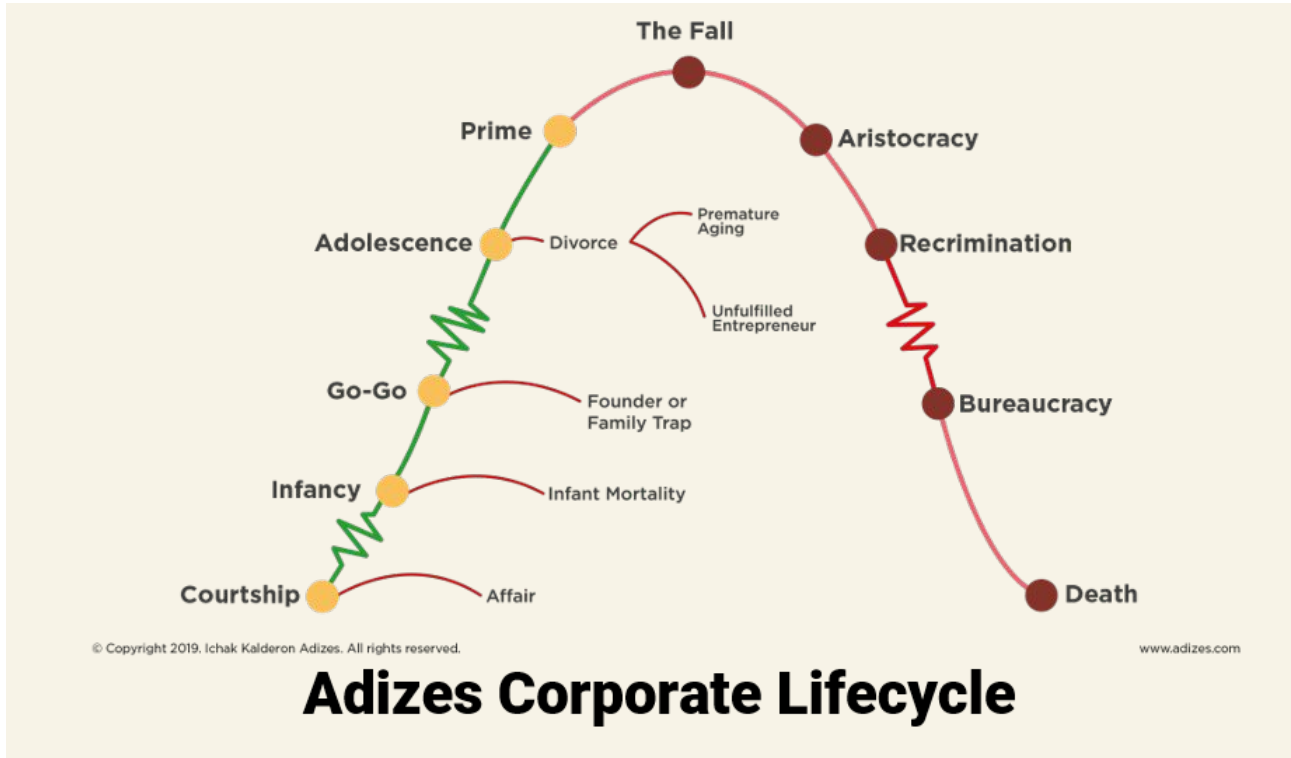 The Fall
Prime
Aristocracy
Premature
Aging
Adolescence
Divorce
Recrimination
Unfulfilled
Entrepreneur
Go-Go
Founder or
Family Trap
Bureaucracy
Infancy
Infant Mortality
Courtship
Affair
Death
© Copyright 2019. Ichak Kalderon Adizes. All rights reserved.
www.adizes.com
Adizes Corporate Lifecycle